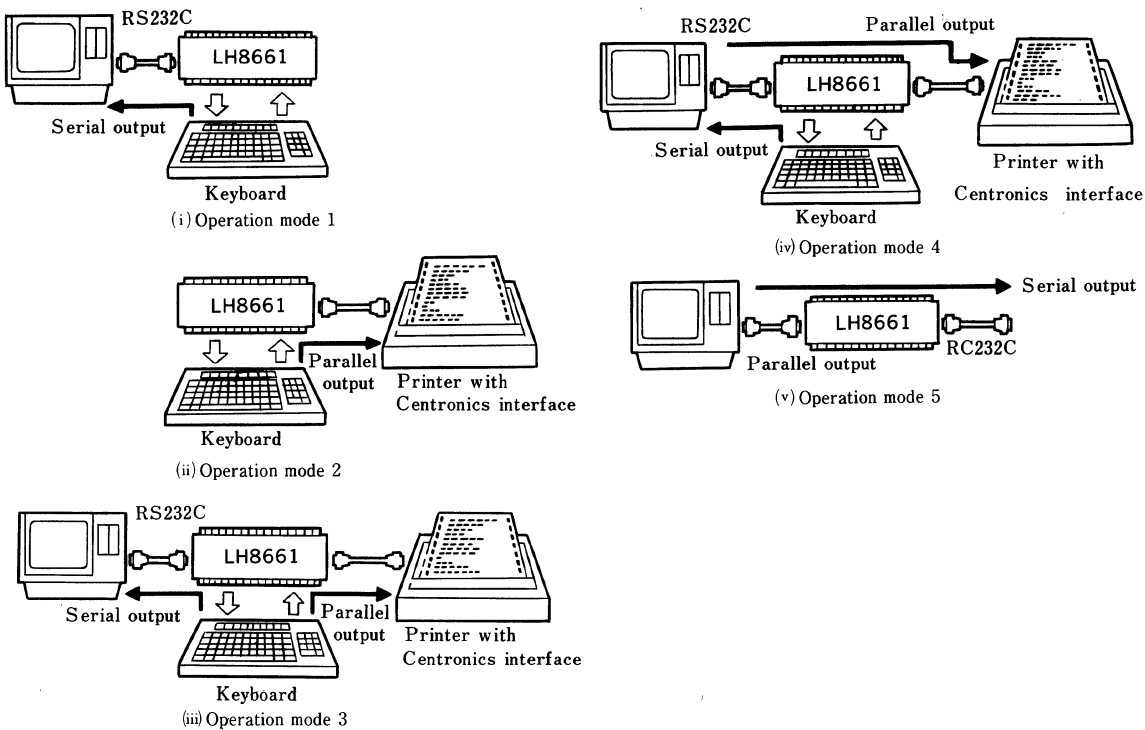 RS232C
LH8661
Serial output
Keyboard
(i) Operation mode 1
LH8661
Parallel
output
Printer with
Centronics interface
Keyboard
(ii) Operation mode 2
RS232C
LH8661
Serial output
Parallel
output
Printer with
Centronics interface
Keyboard
(iii) Operation mode 3
RS232C
Parallel output
LH8661
Serial output
Printer with
Centronics interface
Keyboard
(iv) Operation mode 4
Serial output
LH8661
RC232C
Parallel output
(v) Operation mode 5